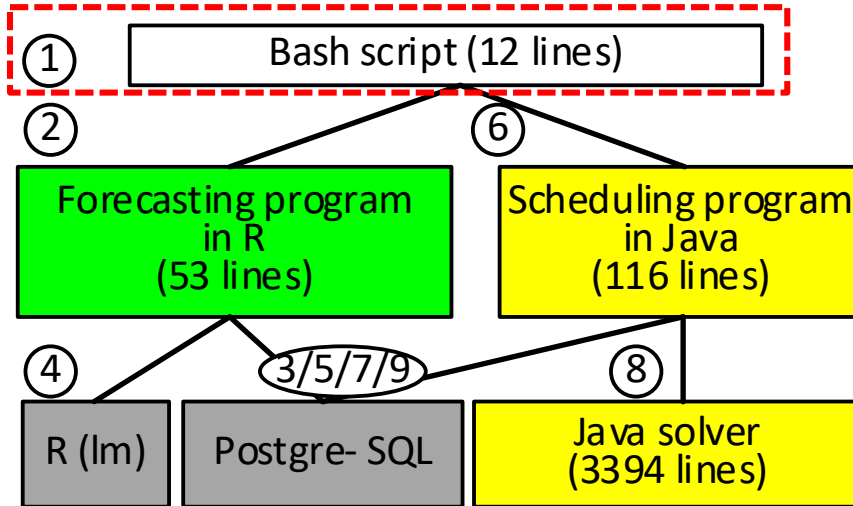 1
Bash script (12 lines)
2
6
Forecasting program
in R
(53 lines)
Scheduling program
in Java
(116 lines)
4
3/5/7/9
8
R (lm)
Postgre- SQL
Java solver
(3394 lines)